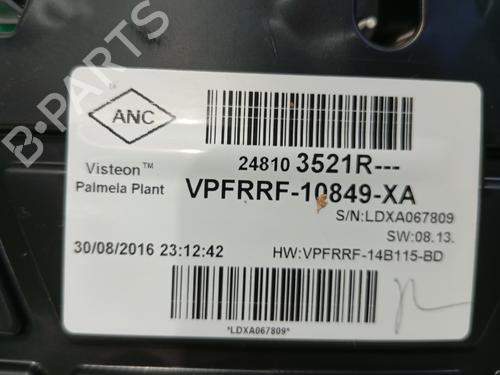 B-PARTS
ANC
24810 3521R---
Visteon™
Palmela Plant
VPFRRF-10849-XA
S/N:LDXA067809
SW:08.13.
30/08/2016 23:12:42
HW:VPFRRF-14B115-BD
*LDXA067809*